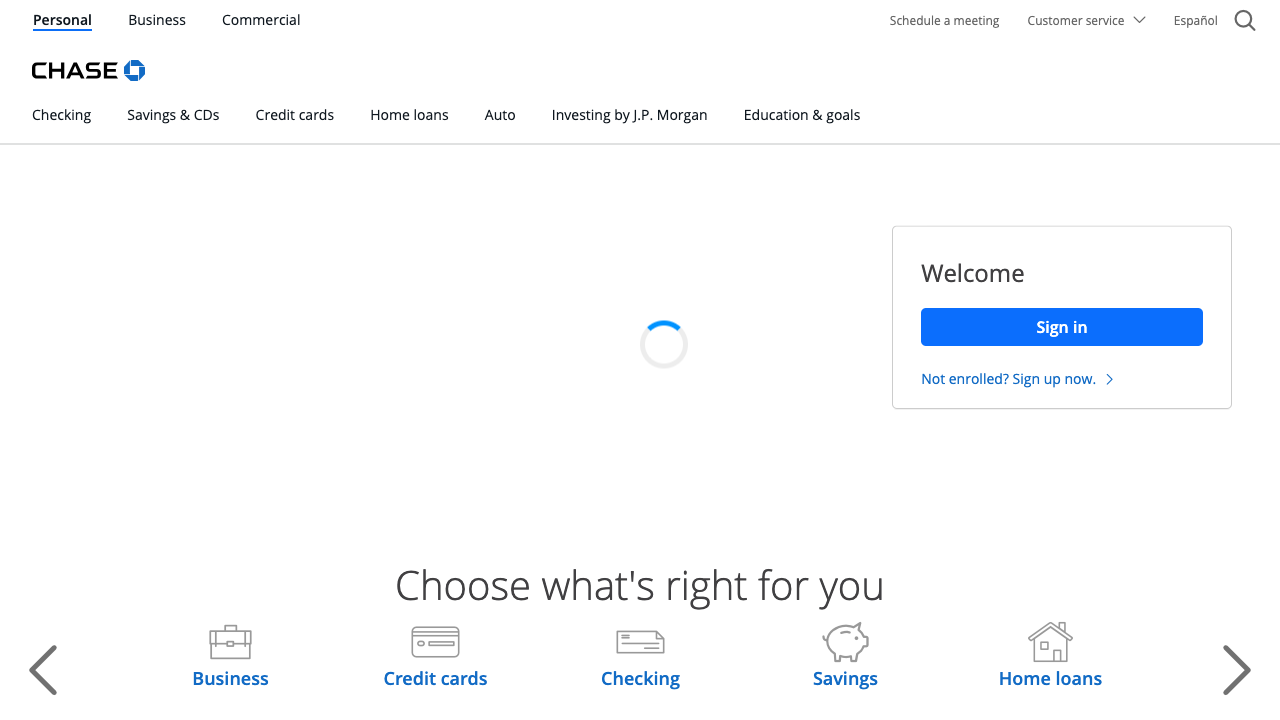 Personal Business Commercial Schedule a meeting Customer service Español
CHASE
Checking Savings & CDs Credit cards Home loans Auto Investing by J.P. Morgan Education & goals
Welcome
Sign in
Not enrolled? Sign up now.
Choose what's right for you
Business Credit cards Checking Savings Home loans